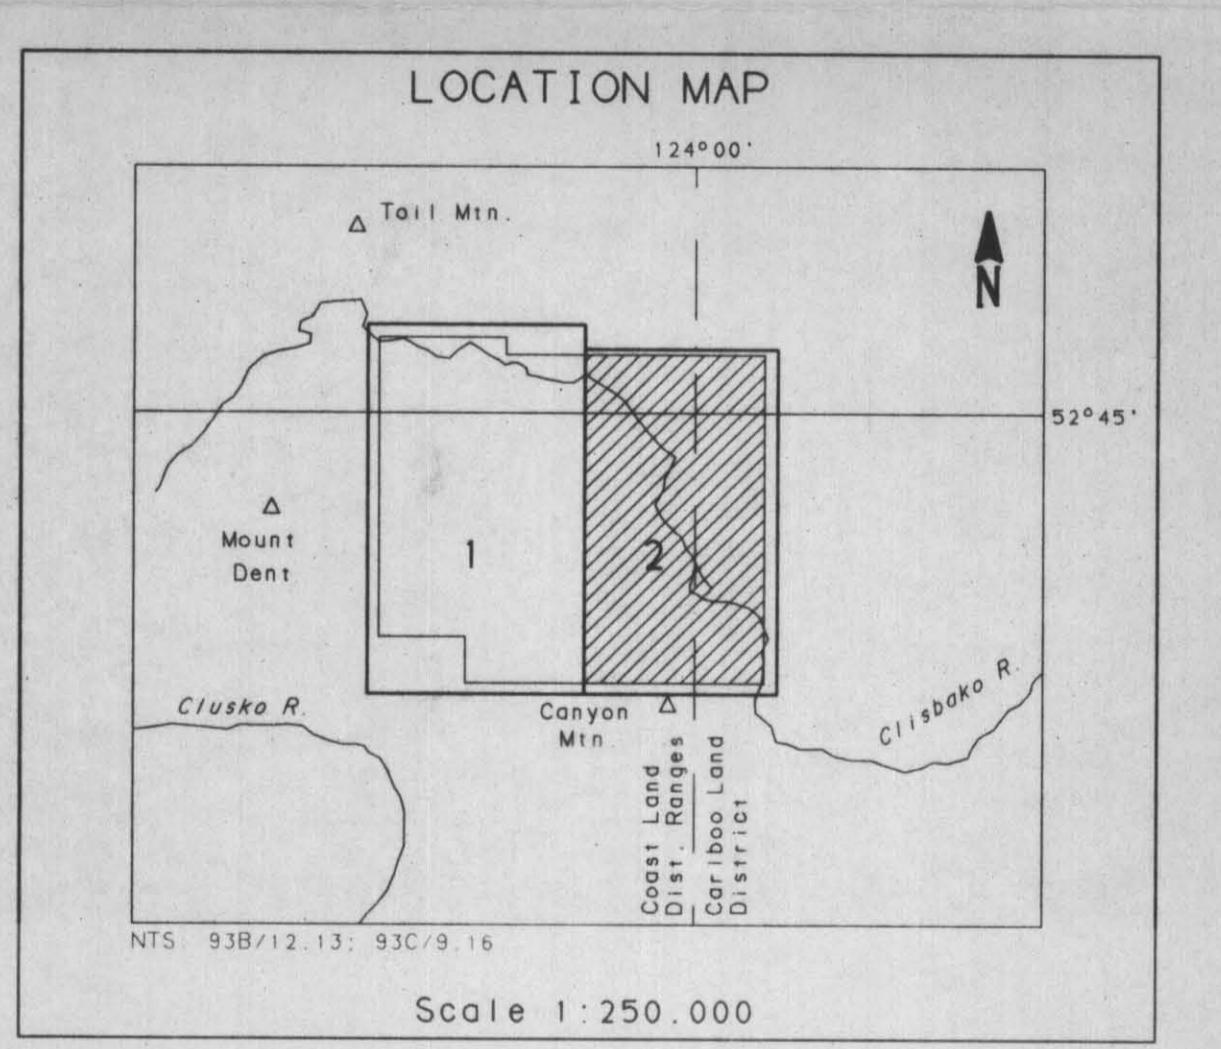 LOCATION MAP
124°00'
Tail Mtn.
N
52°45'
Mount
Dent
1
2
Clusko R.
Canyon
Mtn
Clisbako R.
Coast Land
Dist. Ranges
Cariboo Land
District
NTS: 93B/12.13; 93C/9.16
Scale 1:250.000